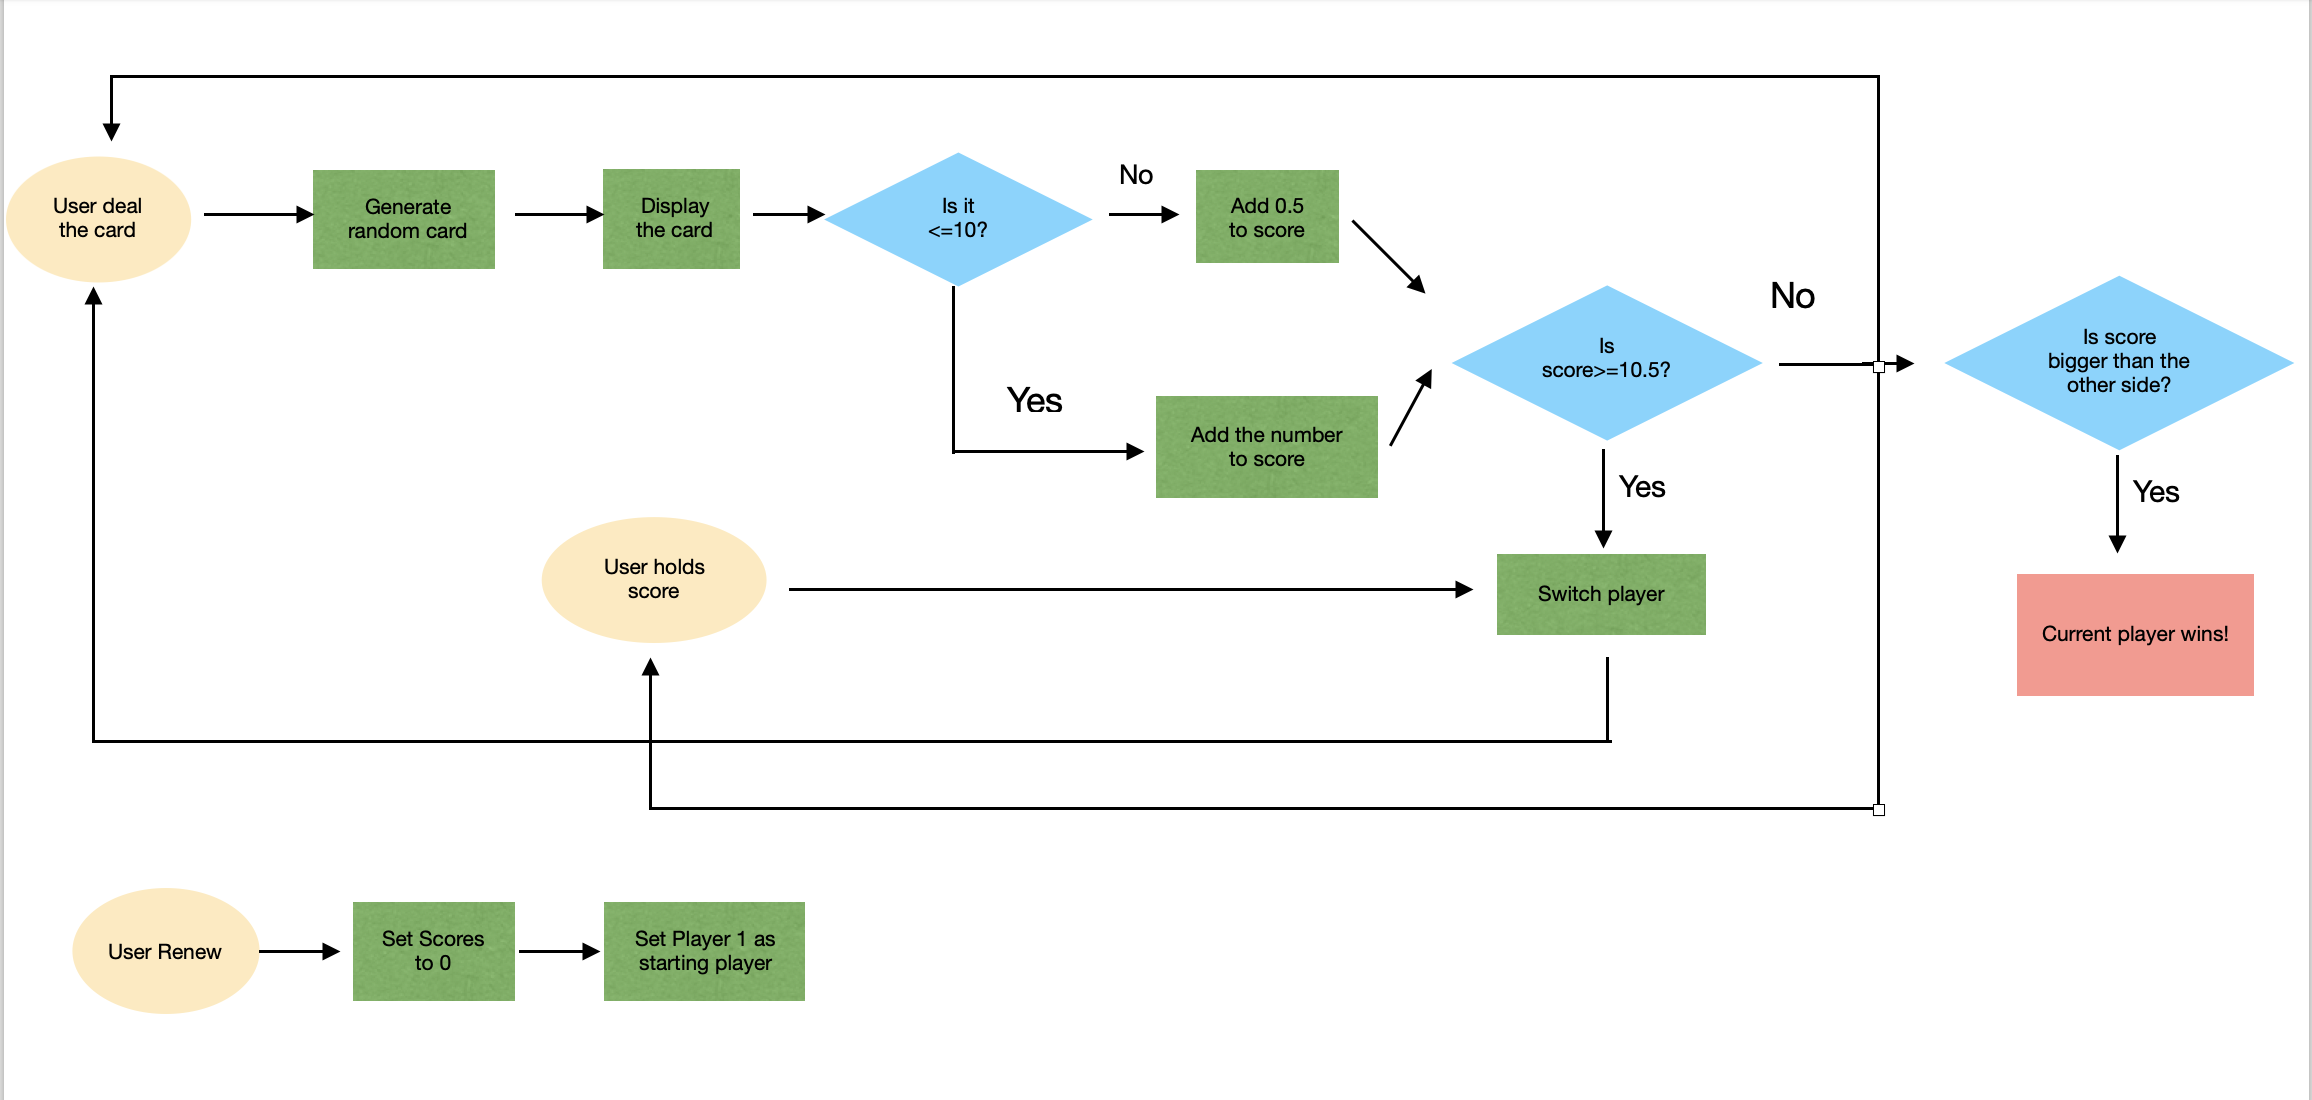 User deal
the card
Generate
random card
Display
the card
Is it
<=10?
No
Add 0.5
to score
Yes
Add the number
to score
Is
score>=10.5?
No
Is score
bigger than the
other side?
Yes
Yes
User holds
score
Switch player
Current player wins!
User Renew
Set Scores
to 0
Set Player 1 as
starting player